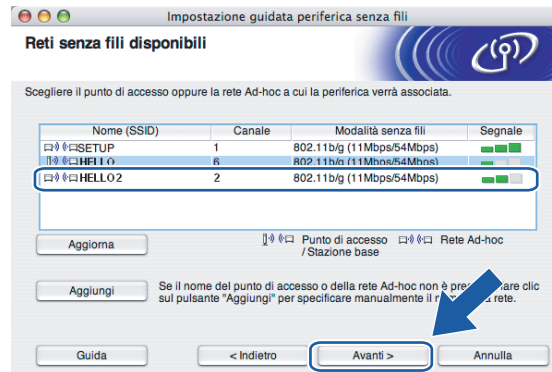 Impostazione guidata periferica senza fili
Reti senza fili disponibili
Scegliere il punto di accesso oppure la rete Ad-hoc a cui la periferica verrà associata.
Nome (SSID) Canale Modalità senza fili Segnale
SETUP 1 802.11b/g (11Mbps/54Mbps)
HELLO 6 802.11b/g (11Mbps/54Mbps)
HELLO2 2 802.11b/g (11Mbps/54Mbps)
Aggiorna
Punto di accesso Rete Ad-hoc
/Stazione base
Aggiungi
Se il nome del punto di accesso o della rete Ad-hoc non è clic
sul pulsante "Aggiungi" per specificare manualmente il rete.
Guida < Indietro Avanti > Annulla